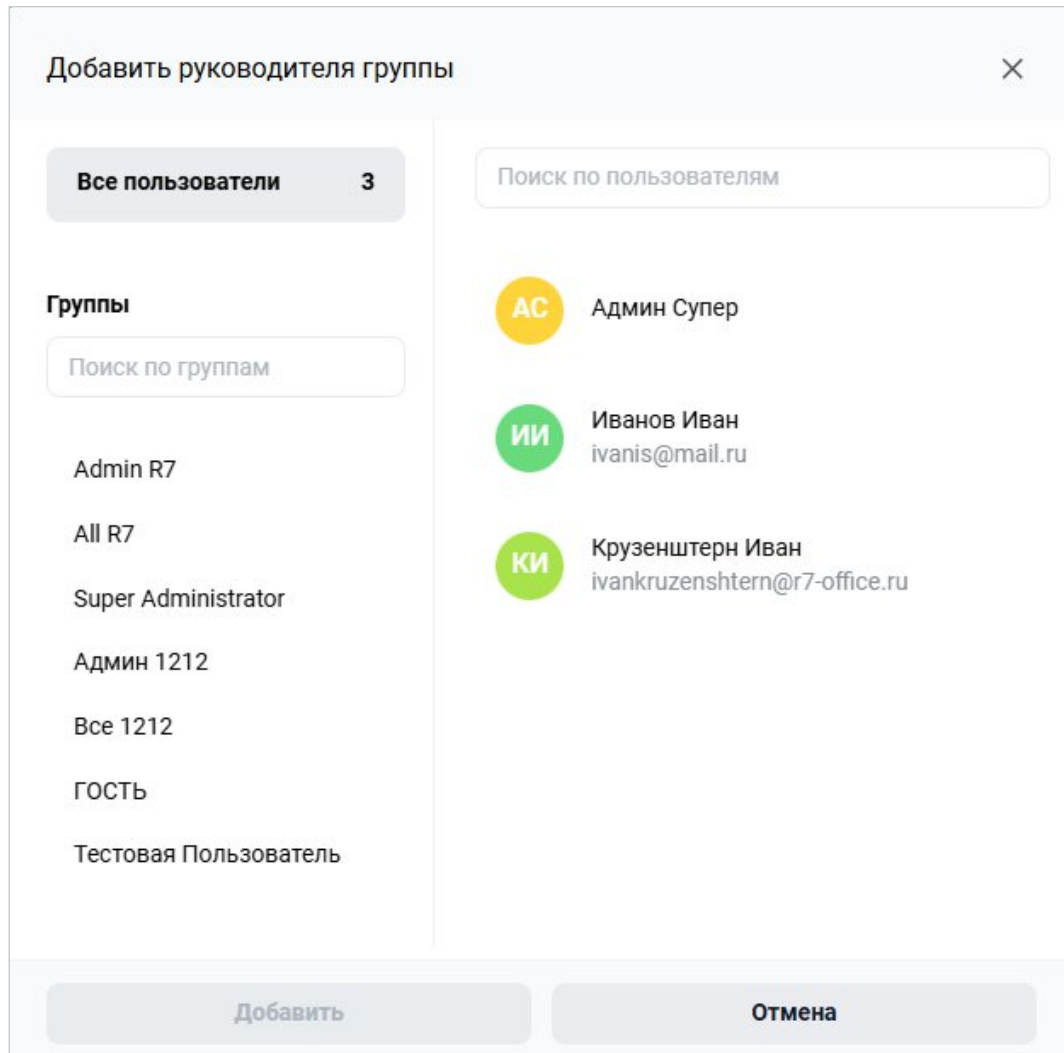 Добавить руководителя группы
Все пользователи 3
Группы
Поиск по группам
Admin R7
All R7
Super Administrator
Админ 1212
Все 1212
ГОСТЬ
Тестовая Пользователь
Поиск по пользователям
АС Админ Супер
ИИ Иванов Иван
ivanis@mail.ru
КИ Крузенштерн Иван
ivankruzenshtern@r7-office.ru
Добавить
Отмена